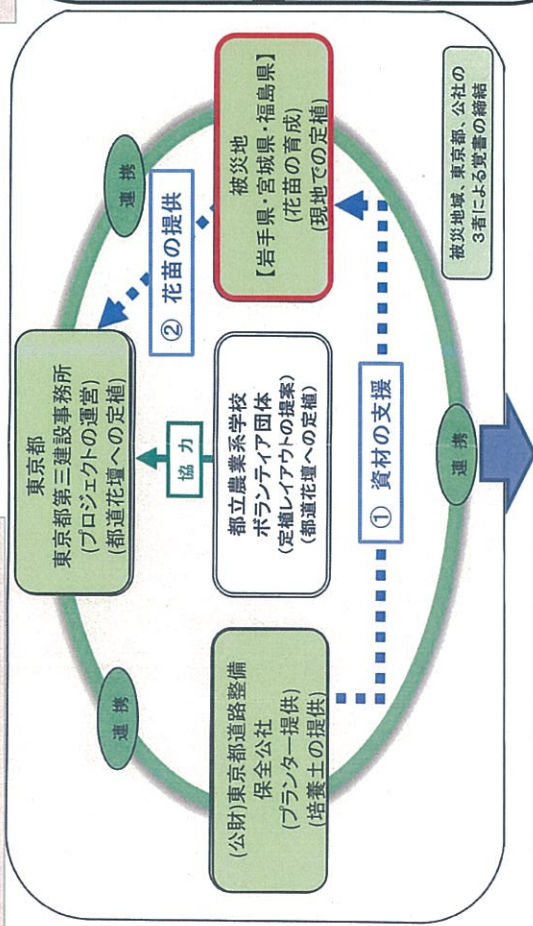 連携
連携
東京都
東京都第三建設事務所
(プロジェクトの運営)
(都道花壇への定植)
② 花苗の提供
協力
(公財)東京都道路整備
保全公社
(プランター提供)
(培養土の提供)
都立農業系学校
ボランティア団体
(定植レイアウトの提案)
(都道花壇への定植)
被災地
【岩手県・宮城県・福島県】
(花苗の育成)
(現地での定植)
① 資材の支援
連携
被災地域、東京都、公社の
3者による覚書の締結